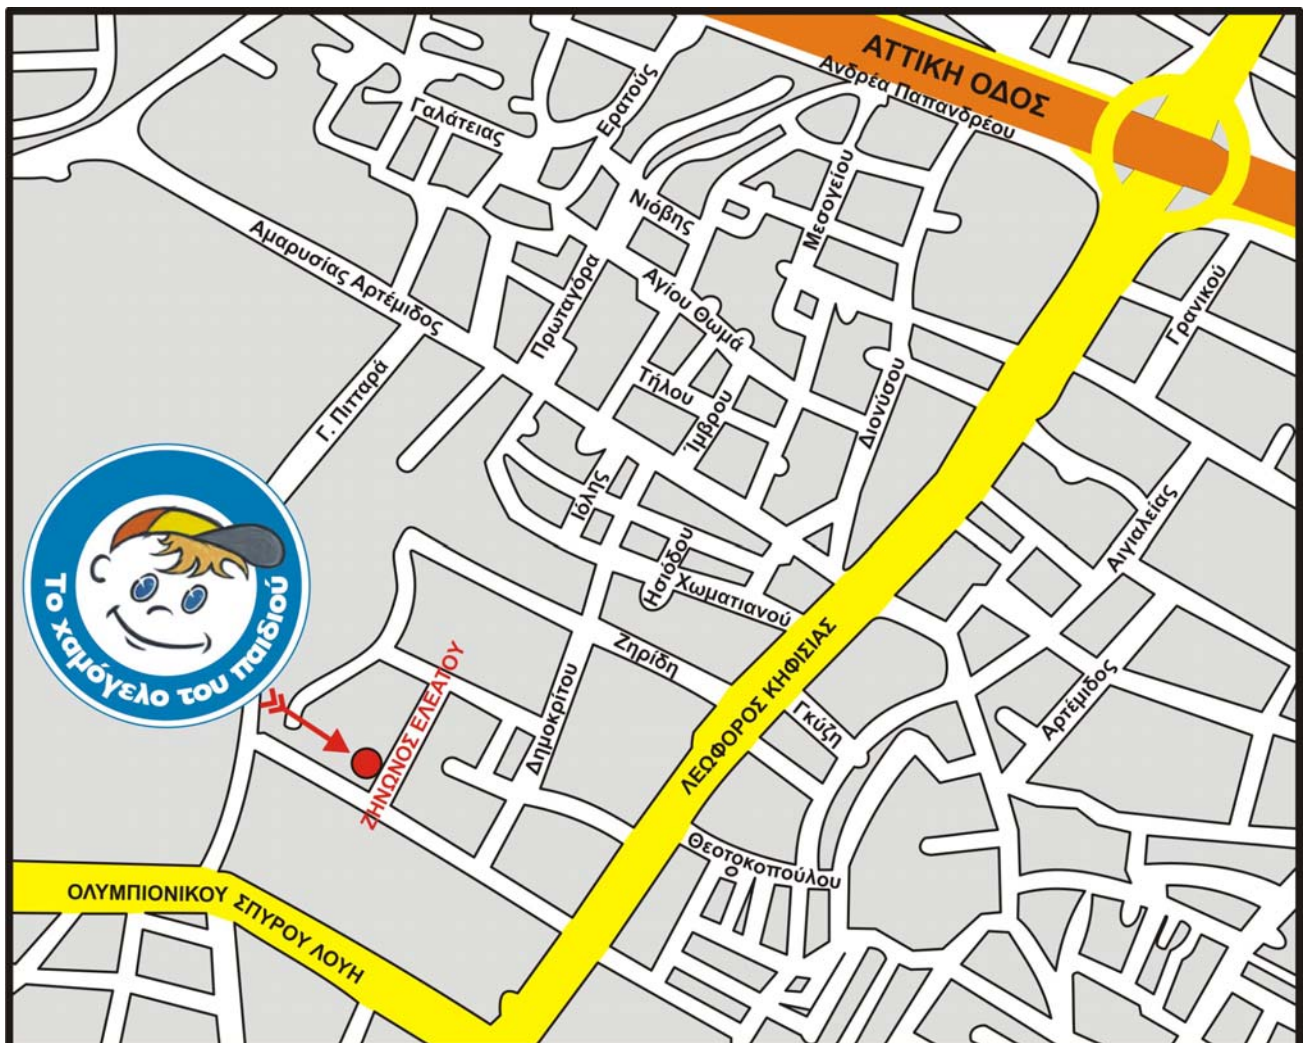 ΑΤΤΙΚΗ ΟΔΟΣ
Ανδρέα Παπανδρέου
Ερατούς
Γαλάτειας
Νιόβης
Μεσογείου
Αμαρυσίας Αρτέμιδος
Πρωταγόρα
Αγίου Θωμά
Γρανικού
Γ. Πιτταρά
Τήλου
Ίμβρου
Διονύσου
Ιόλης
Ησιόδου
Χωματιανού
Αιγιαλείας
Το χαμόγελο του παιδιού
ΖΗΝΩΝΟΣ ΕΛΕΑΤΟΥ
Ζηρίδη
Δημοκρίτου
ΛΕΩΦΟΡΟΣ ΚΗΦΙΣΙΑΣ
Γκύζη
Αρτέμιδος
Θεοτοκοπούλου
ΟΛΥΜΠΙΟΝΙΚΟΥ ΣΠΥΡΟΥ ΛΟΥΗ